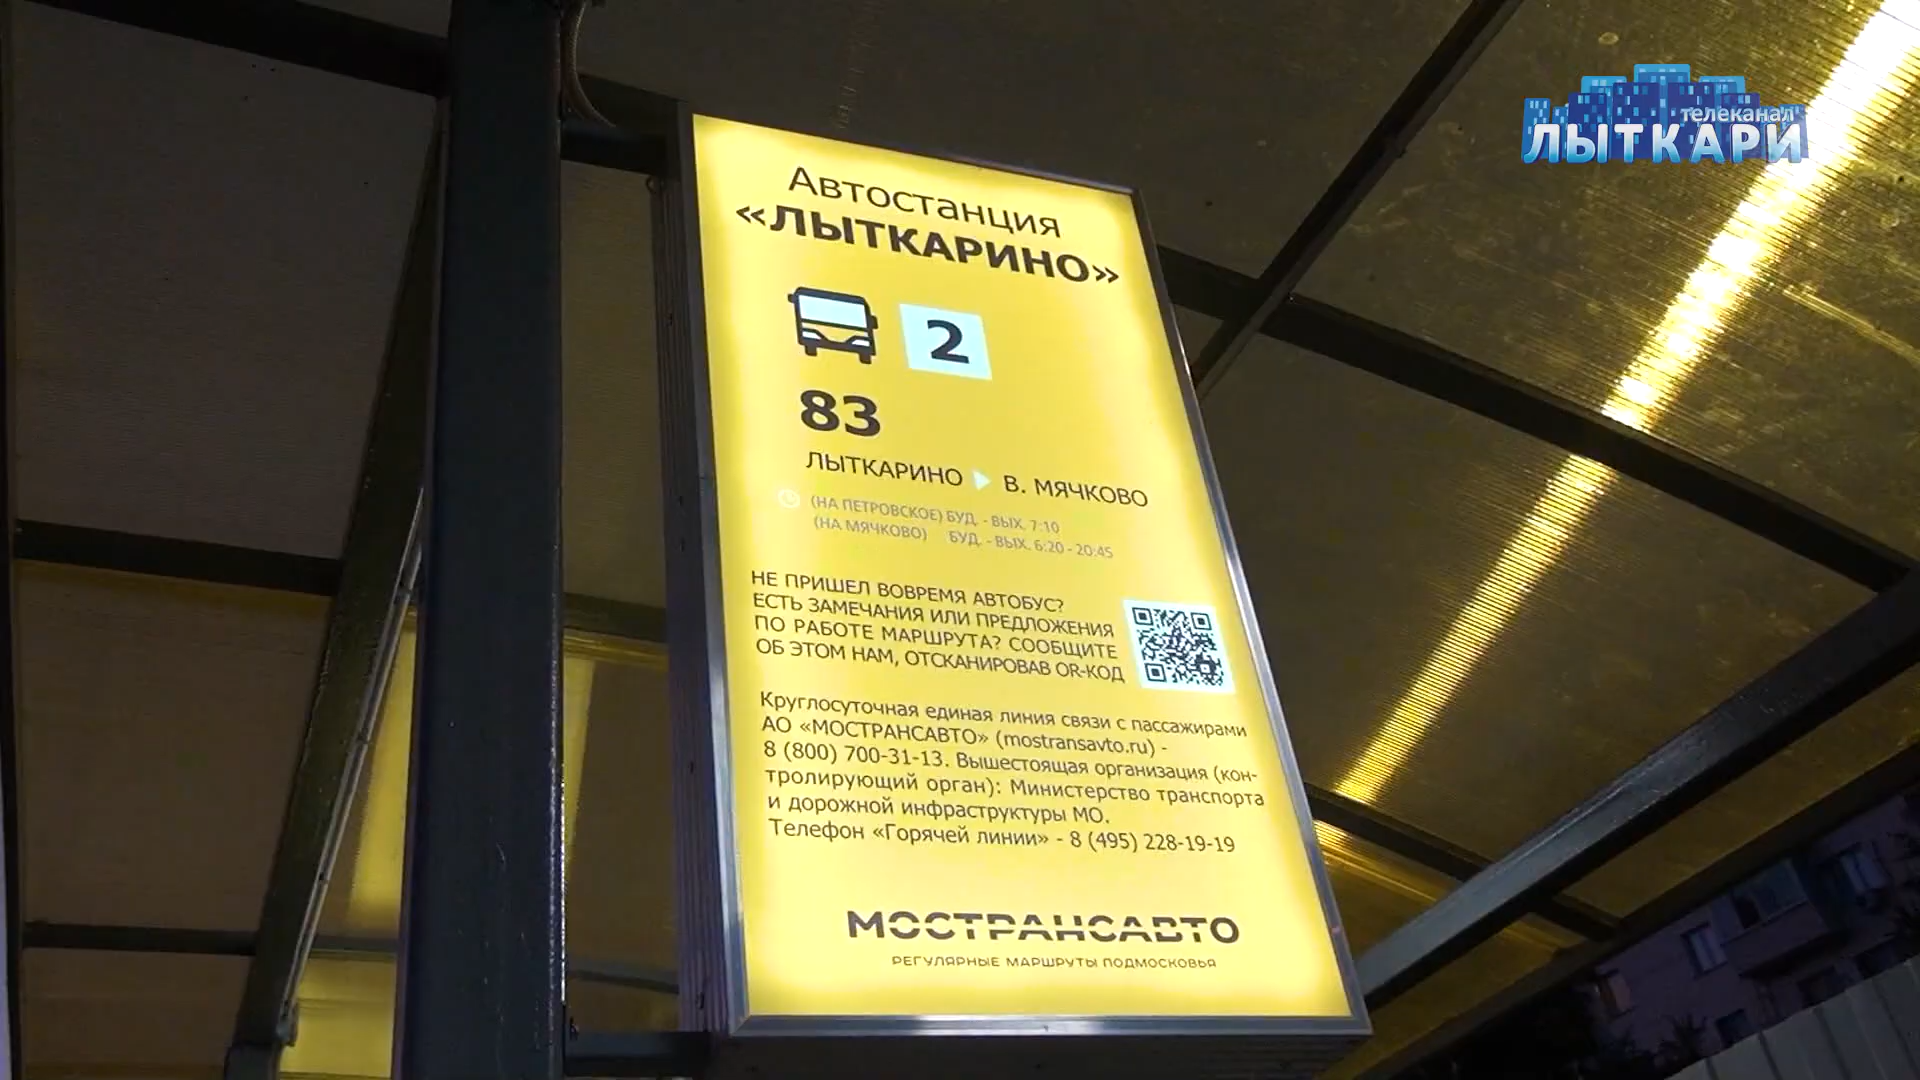 телеканал
ЛЫТКАРИ
Автостанция
«ЛЫТКАРИНО»
2
83
ЛЫТКАРИНО В. МЯЧКОВО
(НА ПЕТРОВСКОЕ) БУД. - ВЫХ. 7:10
(НА МЯЧКОВО) БУД. - ВЫХ. 6:20 - 20:45
НЕ ПРИШЕЛ ВОВРЕМЯ АВТОБУС?
ЕСТЬ ЗАМЕЧАНИЯ ИЛИ ПРЕДЛОЖЕНИЯ
ПО РАБОТЕ МАРШРУТА? СООБЩИТЕ
ОБ ЭТОМ НАМ, ОТСКАНИРОВАВ QR-КОД
Круглосуточная единая линия связи с пассажирами
АО «МОСТРАНСАВТО» (mostransavto.ru) -
8 (800) 700-31-13. Вышестоящая организация (кон-
тролирующий орган): Министерство транспорта
и дорожной инфраструктуры МО.
Телефон «Горячей линии» - 8 (495) 228-19-19
МОСТРАНСАВТО
РЕГУЛЯРНЫЕ МАРШРУТЫ ПОДМОСКОВЬЯ